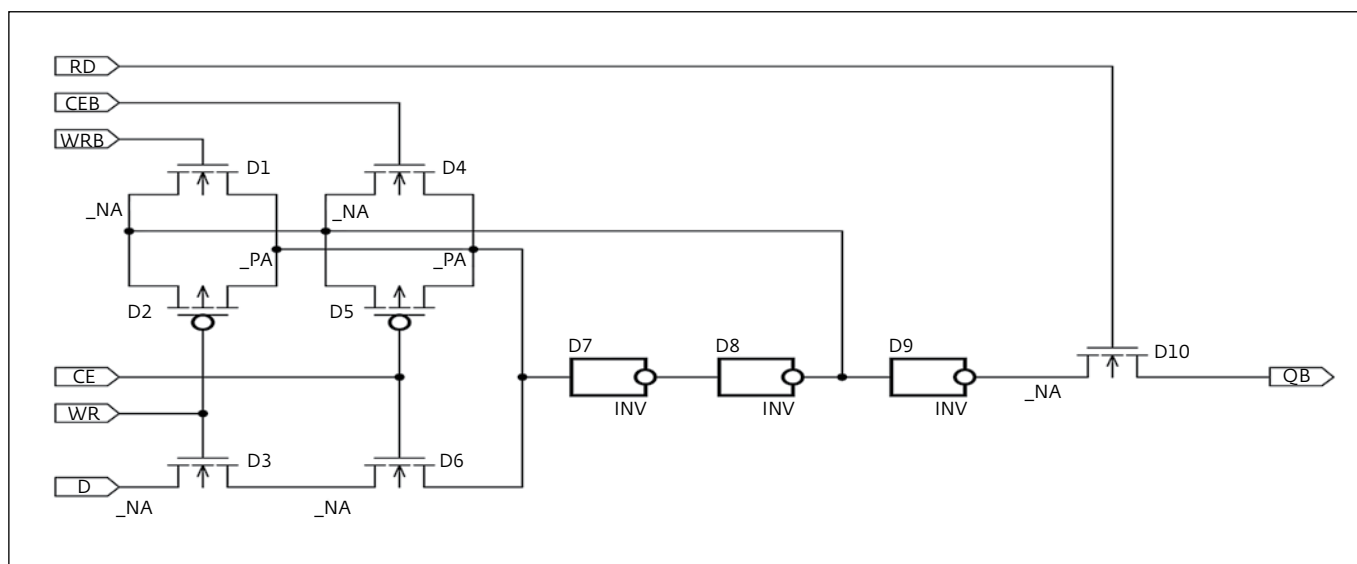 RD
CEB
WRB
D1
D4
_NA
_NA
_PA
_PA
D2
D5
D7
D8
D9
D10
CE
QB
_NA
INV
INV
INV
WR
D3
D6
D
_NA
_NA